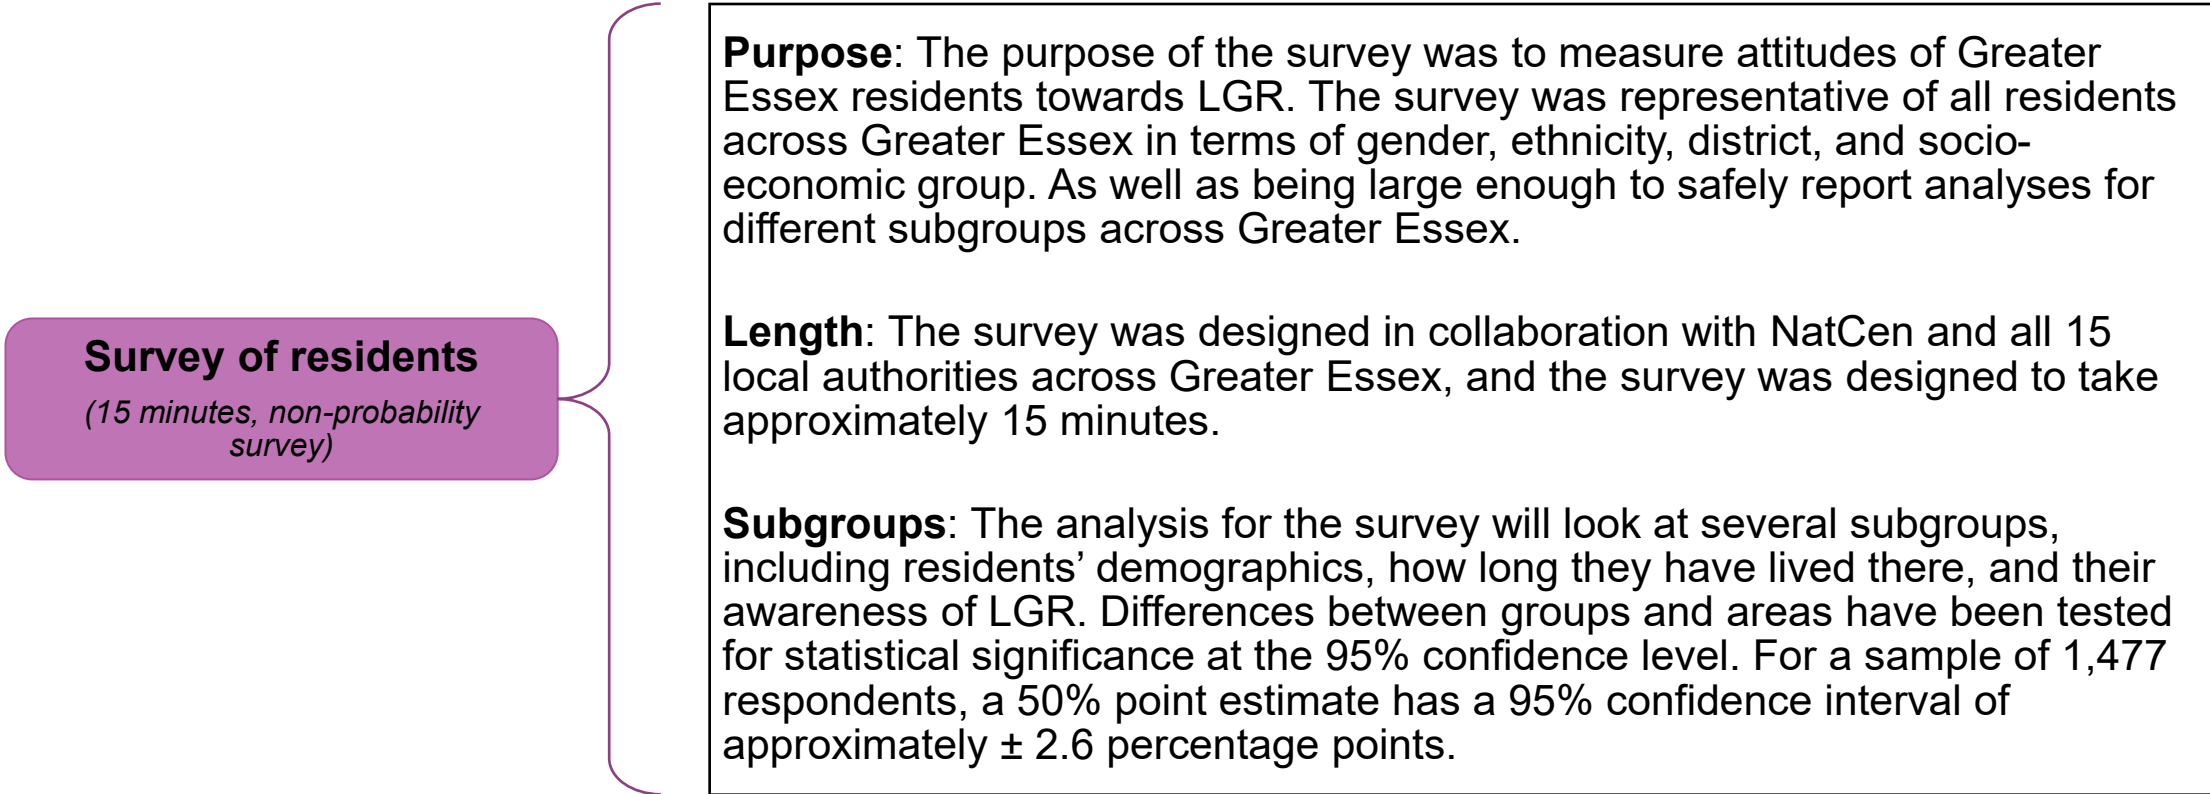 Survey of residents
(15 minutes, non-probability
survey)
Purpose: The purpose of the survey was to measure attitudes of Greater
Essex residents towards LGR. The survey was representative of all residents
across Greater Essex in terms of gender, ethnicity, district, and socio-
economic group. As well as being large enough to safely report analyses for
different subgroups across Greater Essex.
Length: The survey was designed in collaboration with NatCen and all 15
local authorities across Greater Essex, and the survey was designed to take
approximately 15 minutes.
Subgroups: The analysis for the survey will look at several subgroups,
including residents’ demographics, how long they have lived there, and their
awareness of LGR. Differences between groups and areas have been tested
for statistical significance at the 95% confidence level. For a sample of 1,477
respondents, a 50% point estimate has a 95% confidence interval of
approximately ± 2.6 percentage points.